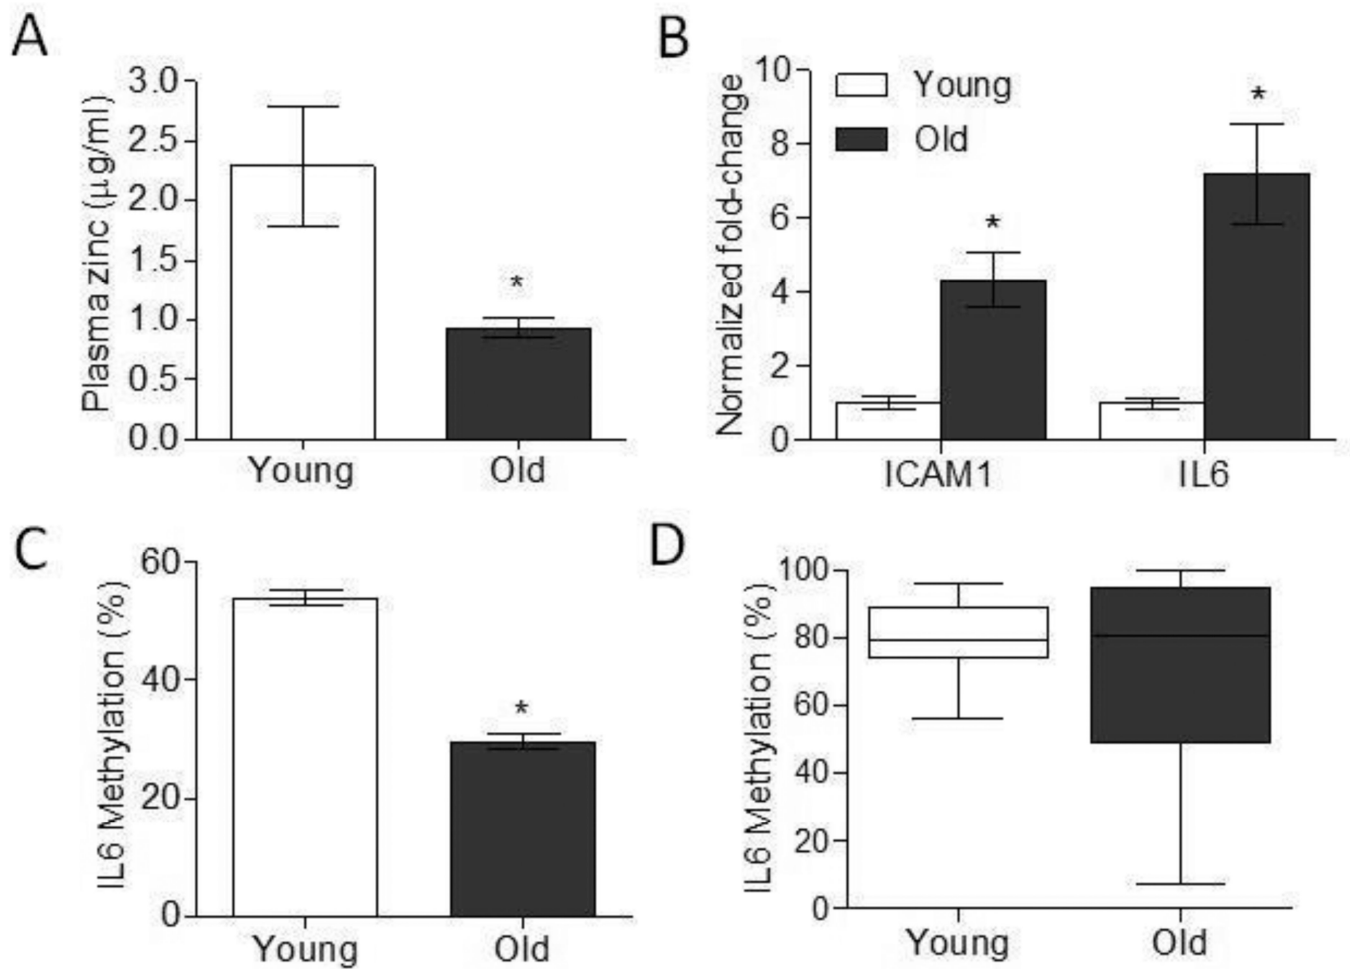 A
Plasma zinc (µg/ml)
3.0
2.5
2.0
1.5
1.0
0.5
0.0
*
Young
Old
B
Normalized fold-change
10
8
6
4
2
0
Young
Old
*
*
ICAM1
IL6
C
IL6 Methylation (%)
60
40
20
0
*
Young
Old
D
IL6 Methylation (%)
100
80
60
40
20
0
Young
Old